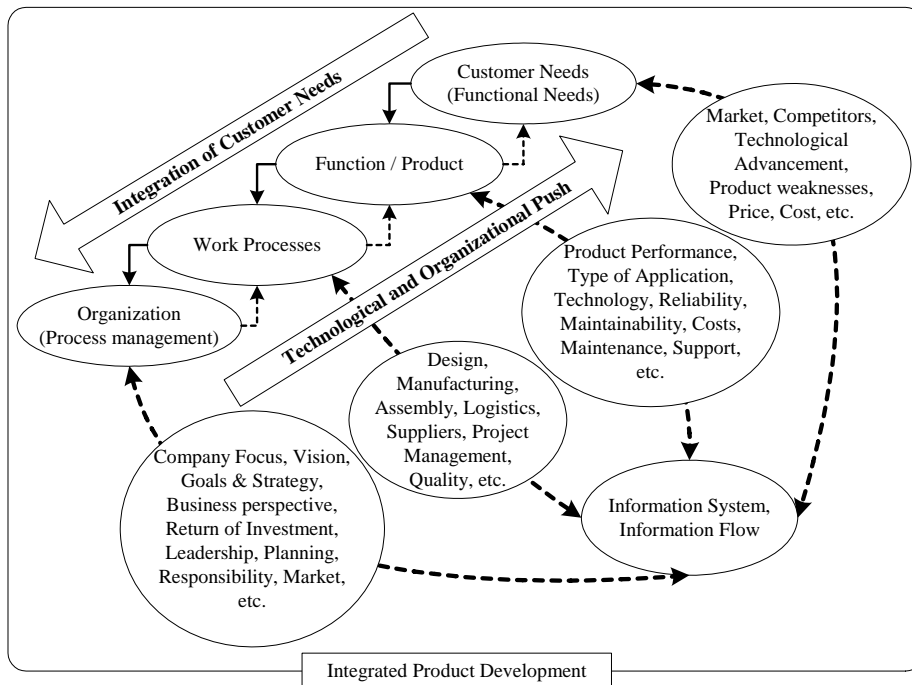 Customer Needs
(Functional Needs)
Integration of Customer Needs
Market, Competitors,
Technological
Advancement,
Product weaknesses,
Price, Cost, etc.
Function / Product
Work Processes
Product Performance,
Type of Application,
Technology, Reliability,
Maintainability, Costs,
Maintenance, Support,
etc.
Technological and Organizational Push
Organization
(Process management)
Design,
Manufacturing,
Assembly, Logistics,
Suppliers, Project
Management,
Quality, etc.
Company Focus, Vision,
Goals & Strategy,
Business perspective,
Return of Investment,
Leadership, Planning,
Responsibility, Market,
etc.
Information System,
Information Flow
Integrated Product Development